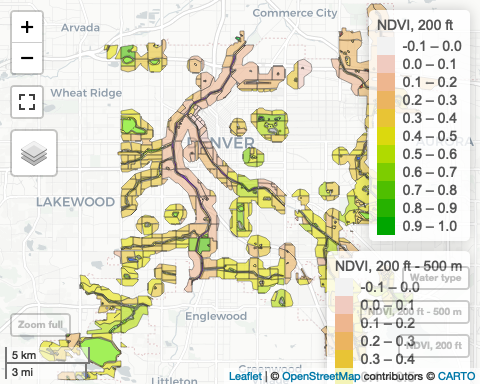 Arvada
Commerce City
Wheat Ridge
DENVER
LAKEWOOD
Englewood
Littleton
+
−
NDVI, 200 ft
-0.1 – 0.0
0.0 – 0.1
0.1 – 0.2
0.2 – 0.3
0.3 – 0.4
0.4 – 0.5
0.5 – 0.6
0.6 – 0.7
0.7 – 0.8
0.8 – 0.9
0.9 – 1.0
NDVI, 200 ft - 500 m
-0.1 – 0.0
0.0 – 0.1
0.1 – 0.2
0.2 – 0.3
0.3 – 0.4
Water type
NDVI, 200 ft - 500 m
NDVI, 200 ft
Zoom full
5 km
3 mi
Leaflet | © OpenStreetMap contributors © CARTO